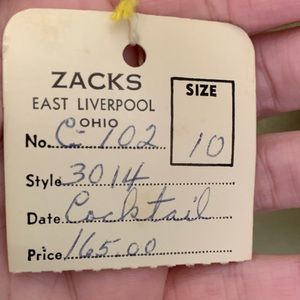 ZACKS
EAST LIVERPOOL
OHIO
SIZE
10
No. C-102
Style 3014
Date Cocktail
Price 165.00